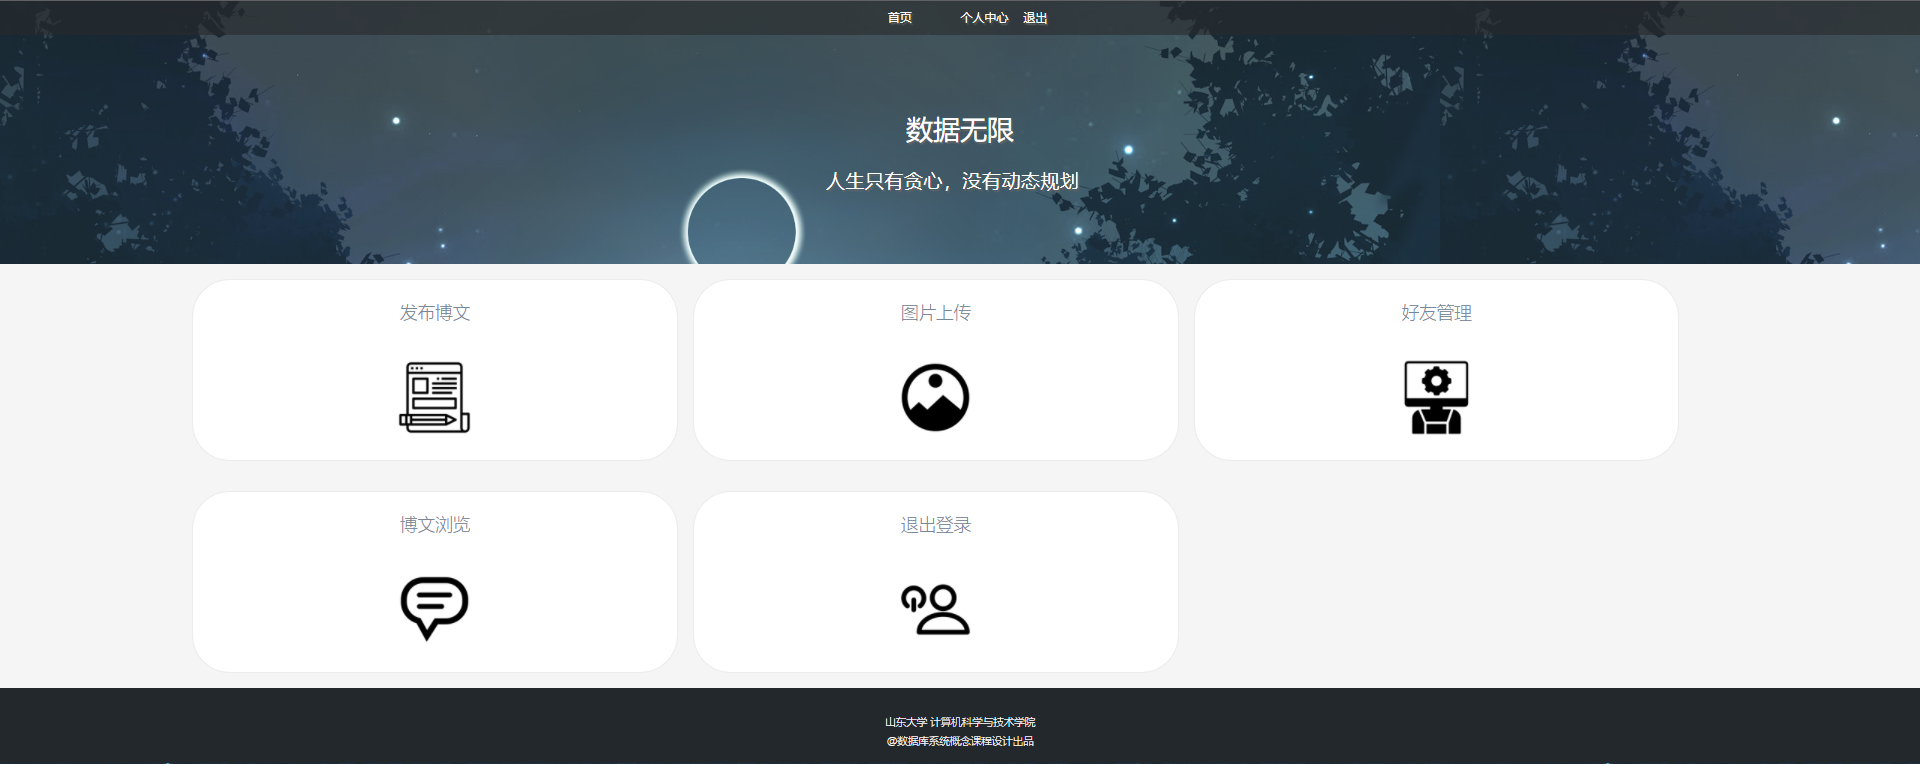 首页 个人中心 退出
数据无限
人生只有贪心，没有动态规划
发布博文
图片上传
好友管理
博文浏览
退出登录
山东大学 计算机科学与技术学院
@数据库系统概念课程设计出品